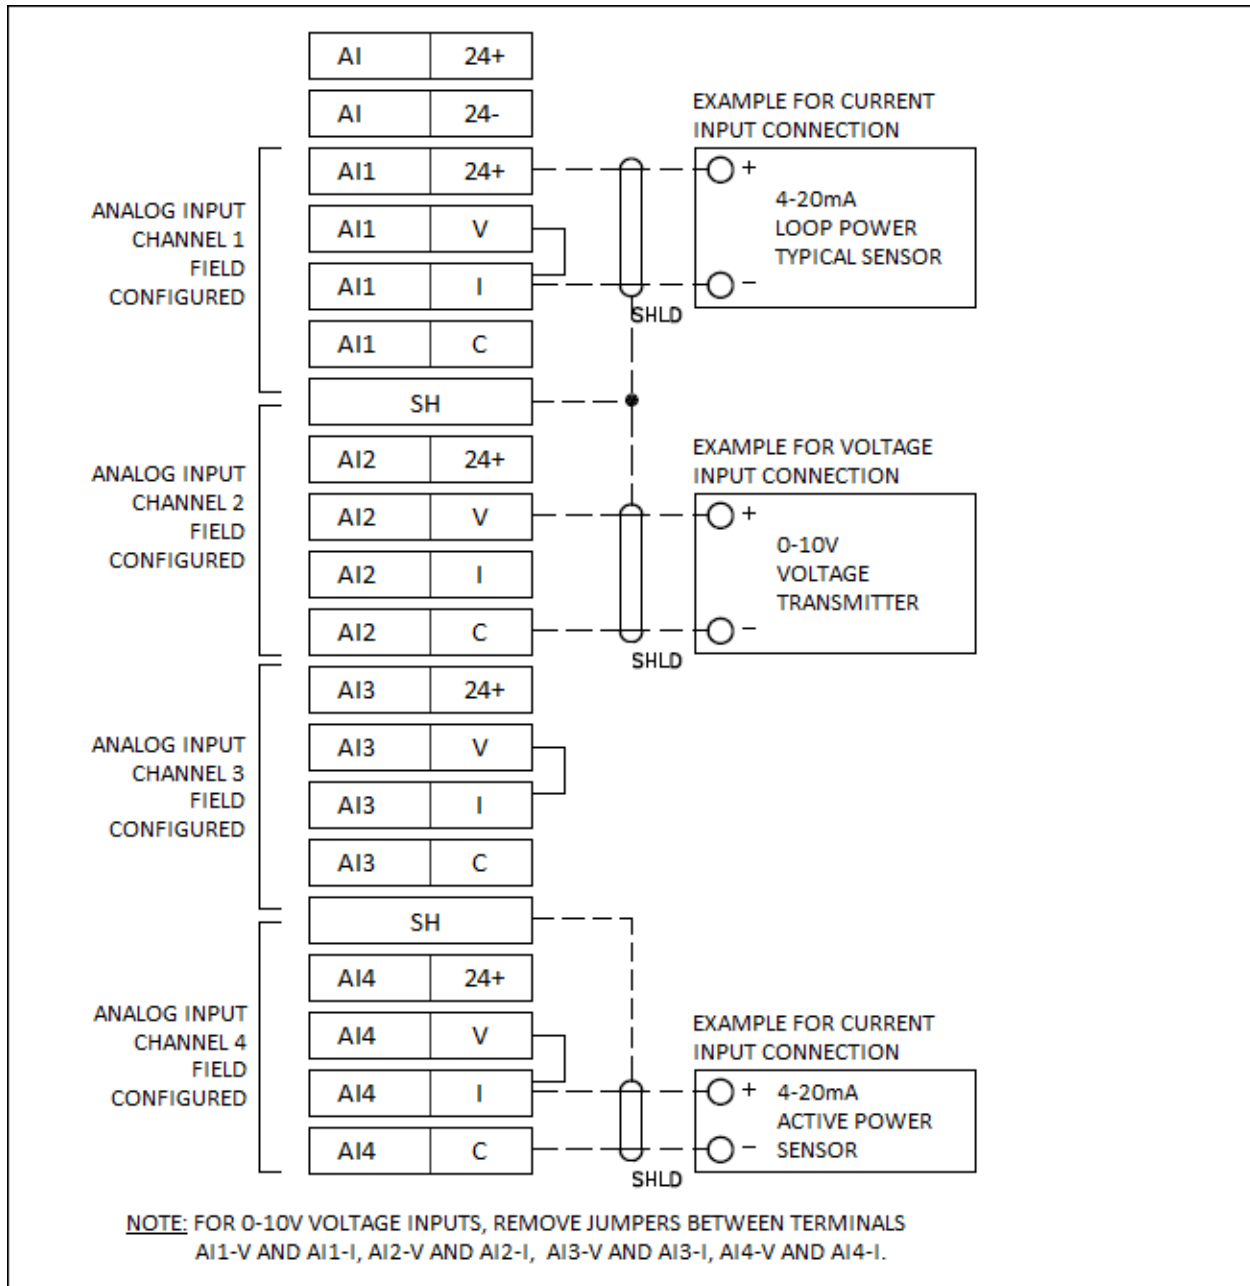 AI 24+
AI 24-
EXAMPLE FOR CURRENT
INPUT CONNECTION
ANALOG INPUT
CHANNEL 1
FIELD
CONFIGURED
AI1 24+
AI1 V
AI1 I
AI1 C
+
4-20mA
LOOP POWER
TYPICAL SENSOR
–
SHLD
SH
ANALOG INPUT
CHANNEL 2
FIELD
CONFIGURED
AI2 24+
AI2 V
AI2 I
AI2 C
EXAMPLE FOR VOLTAGE
INPUT CONNECTION
+
0-10V
VOLTAGE
TRANSMITTER
–
SHLD
ANALOG INPUT
CHANNEL 3
FIELD
CONFIGURED
AI3 24+
AI3 V
AI3 I
AI3 C
SH
ANALOG INPUT
CHANNEL 4
FIELD
CONFIGURED
AI4 24+
AI4 V
AI4 I
AI4 C
EXAMPLE FOR CURRENT
INPUT CONNECTION
+ 4-20mA
ACTIVE POWER
– SENSOR
SHLD
NOTE: FOR 0-10V VOLTAGE INPUTS, REMOVE JUMPERS BETWEEN TERMINALS
AI1-V AND AI1-I, AI2-V AND AI2-I, AI3-V AND AI3-I, AI4-V AND AI4-I.